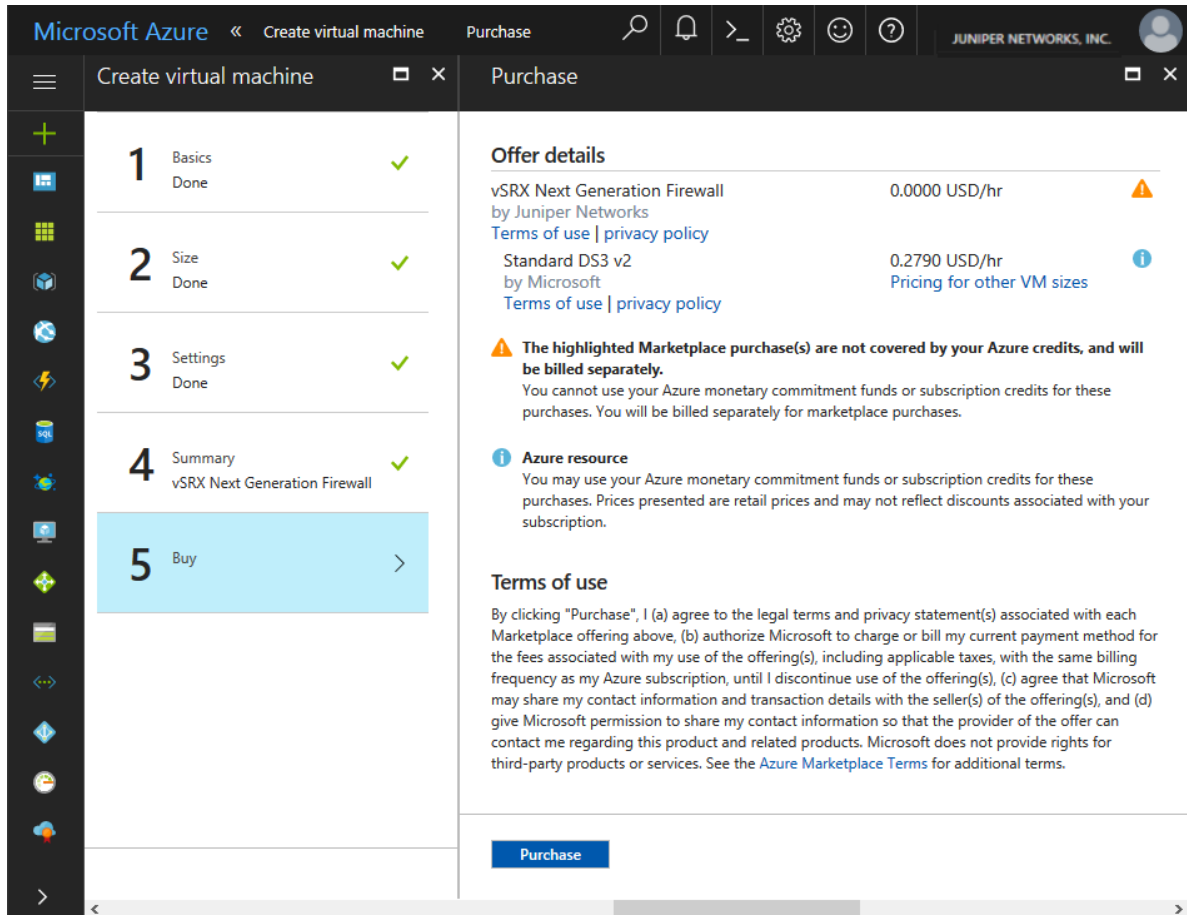 Microsoft Azure « Create virtual machine Purchase >_ ? JUNIPER NETWORKS, INC.
Create virtual machine
Purchase
1 Basics
Done
2 Size
Done
3 Settings
Done
4 Summary
vSRX Next Generation Firewall
5 Buy
Offer details
vSRX Next Generation Firewall 0.0000 USD/hr
by Juniper Networks
Terms of use | privacy policy
Standard DS3 v2 0.2790 USD/hr
by Microsoft Pricing for other VM sizes
Terms of use | privacy policy
The highlighted Marketplace purchase(s) are not covered by your Azure credits, and will
be billed separately.
You cannot use your Azure monetary commitment funds or subscription credits for these
purchases. You will be billed separately for marketplace purchases.
Azure resource
You may use your Azure monetary commitment funds or subscription credits for these
purchases. Prices presented are retail prices and may not reflect discounts associated with your
subscription.
Terms of use
By clicking "Purchase", I (a) agree to the legal terms and privacy statement(s) associated with each
Marketplace offering above, (b) authorize Microsoft to charge or bill my current payment method for
the fees associated with my use of the offering(s), including applicable taxes, with the same billing
frequency as my Azure subscription, until I discontinue use of the offering(s), (c) agree that Microsoft
may share my contact information and transaction details with the seller(s) of the offering(s), and (d)
give Microsoft permission to share my contact information so that the provider of the offer can
contact me regarding this product and related products. Microsoft does not provide rights for
third-party products or services. See the Azure Marketplace Terms for additional terms.
Purchase
SQL